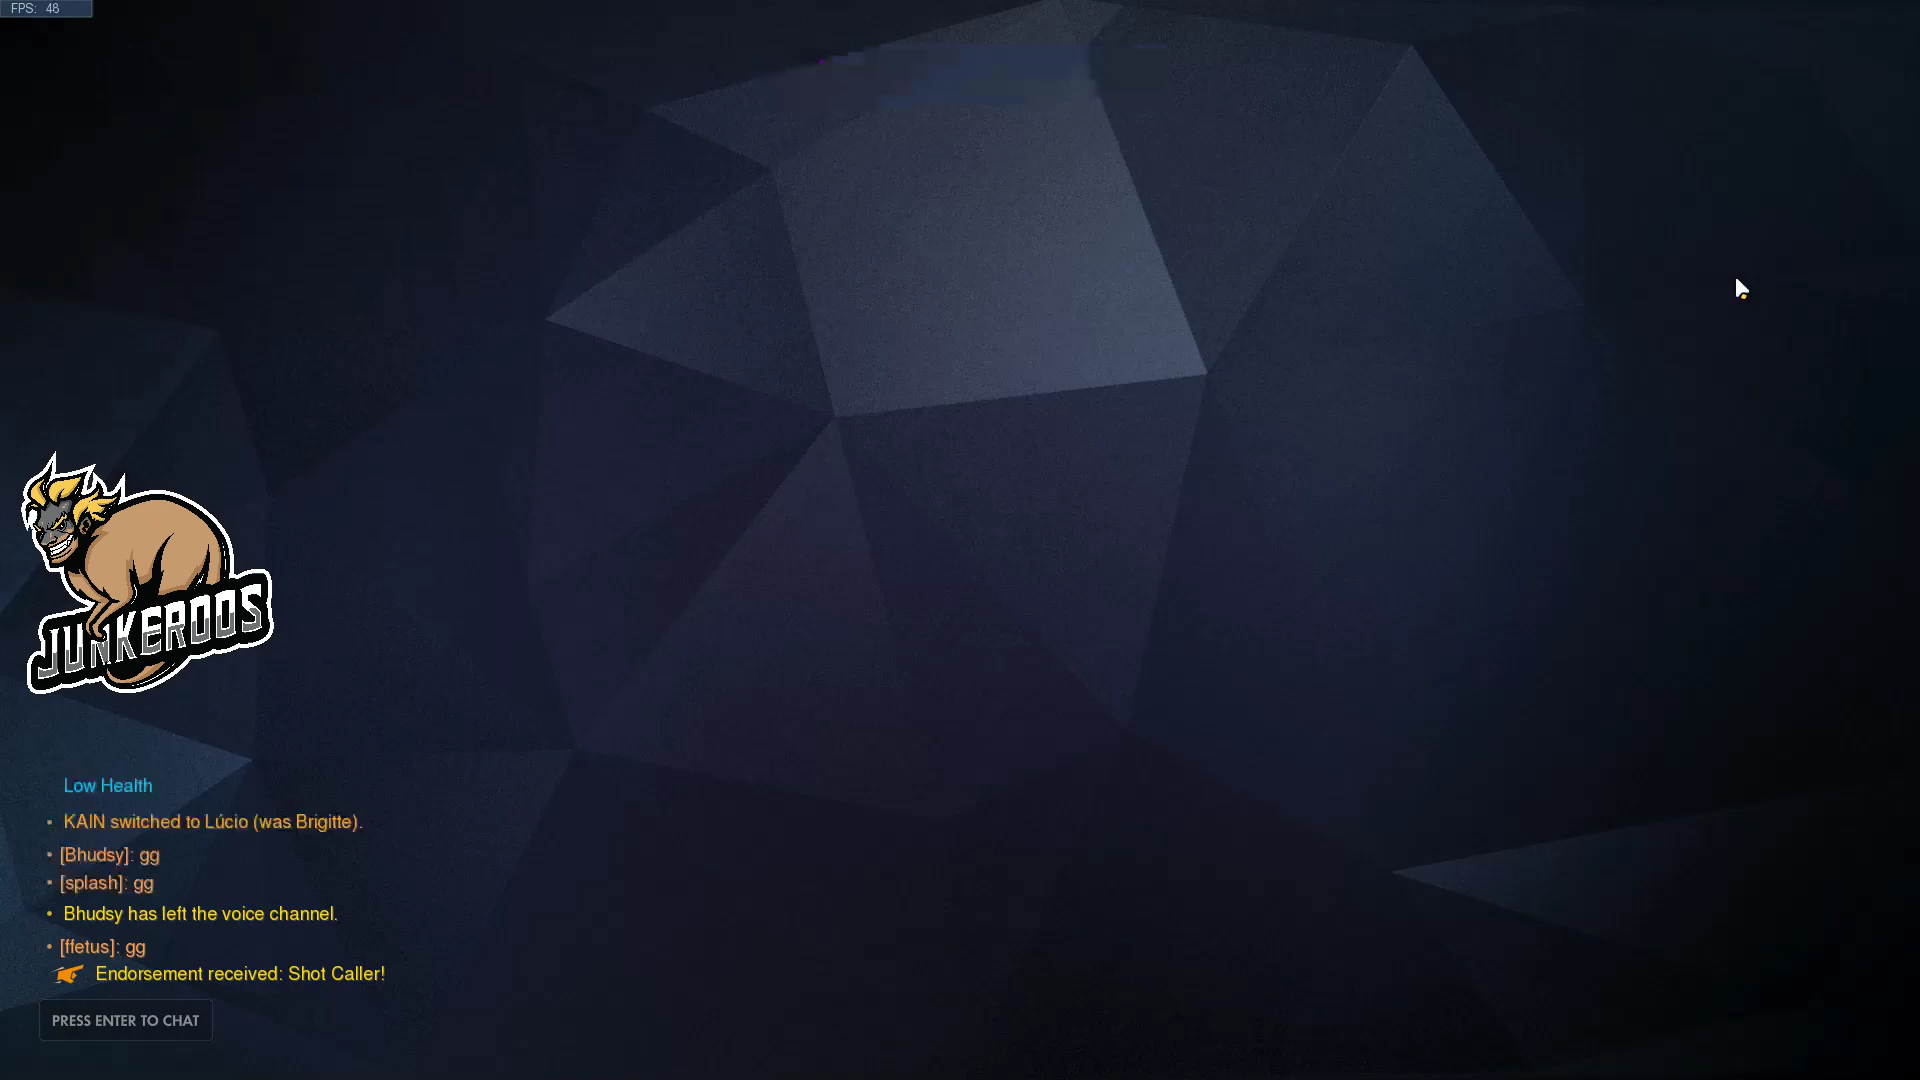 FPS: 48
JUNKEROOS
Low Health
KAIN switched to Lúcio (was Brigitte).
[Bhudsy]: gg
[splash]: gg
Bhudsy has left the voice channel.
[ffetus]: gg
Endorsement received: Shot Caller!
PRESS ENTER TO CHAT